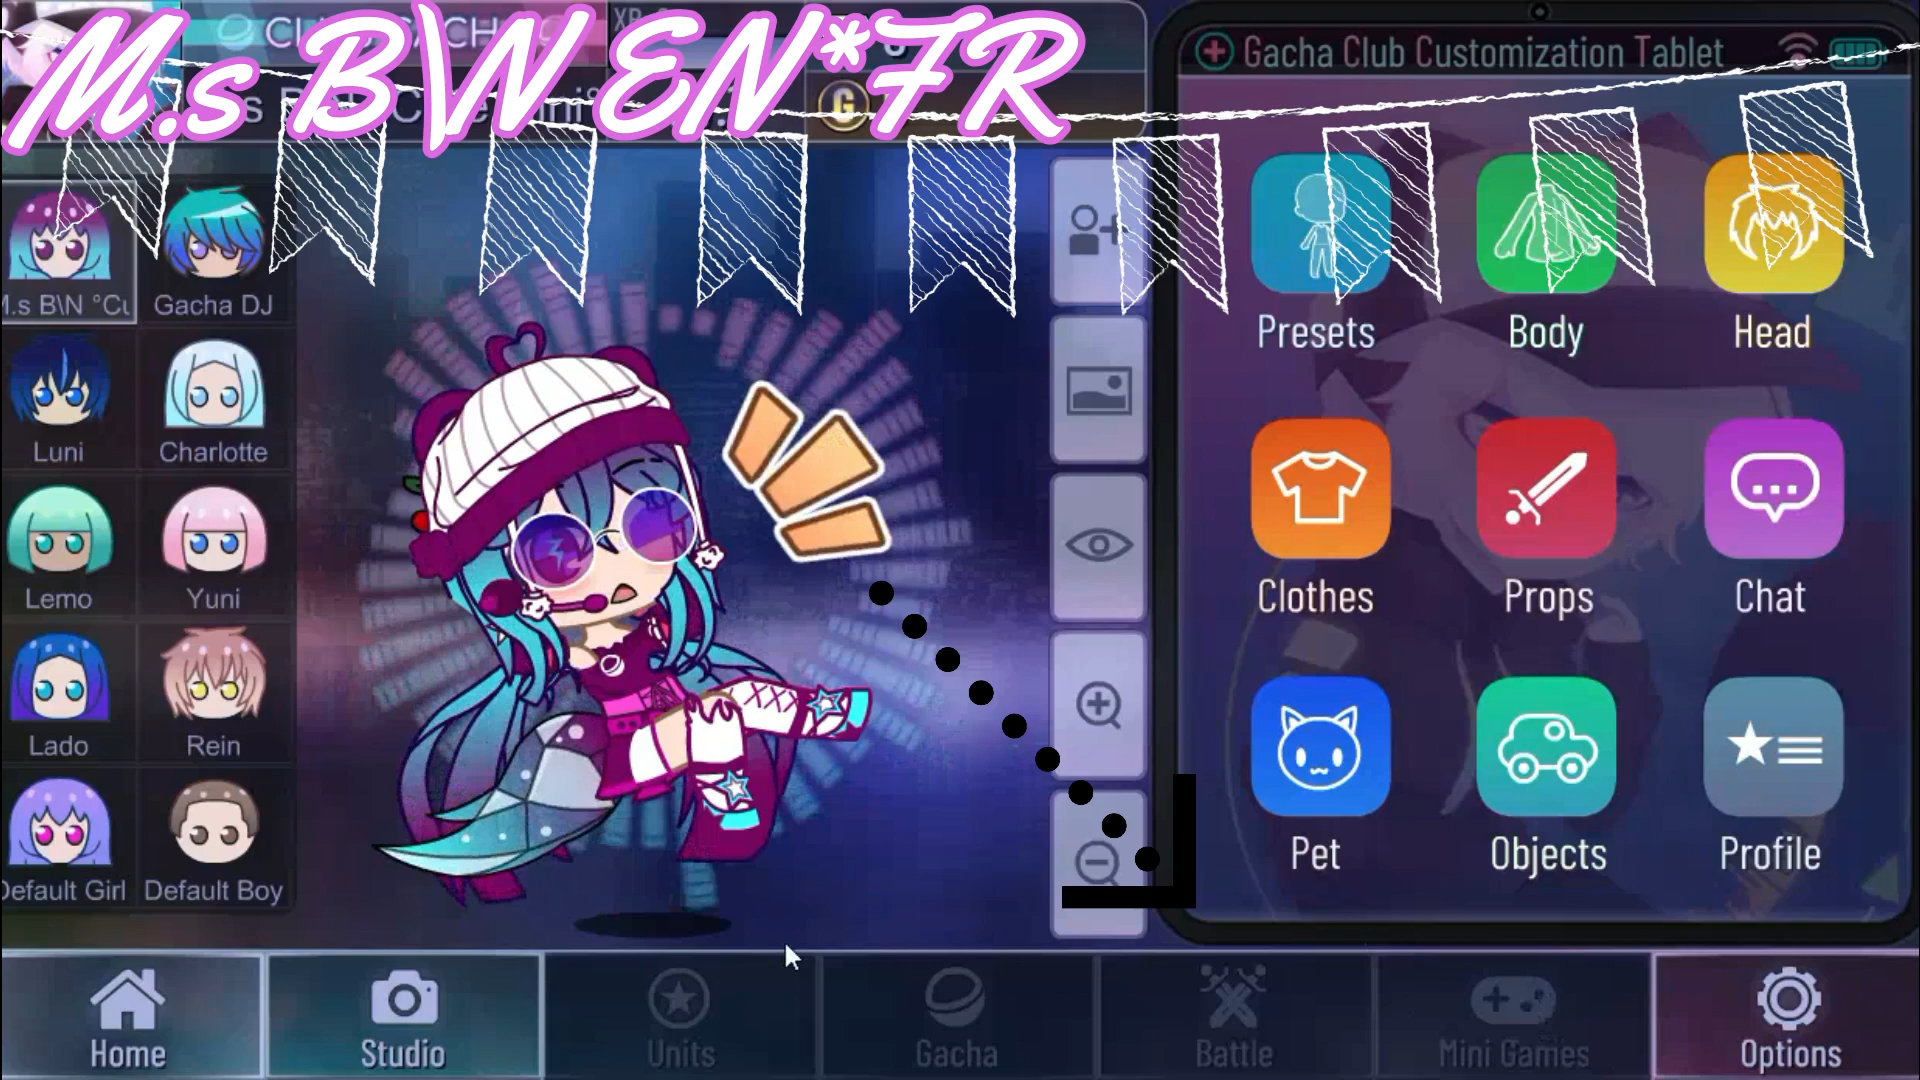 M.s B\N EN*FR
XP
Gacha Club Customization Tablet
G
M.s B\N °Cu
Gacha DJ
Presets
Body
Head
Luni
Charlotte
Clothes
Props
Chat
Lemo
Yuni
Lado
Rein
Pet
Objects
Profile
Default Girl
Default Boy
Home
Studio
Units
Gacha
Battle
Mini Games
Options